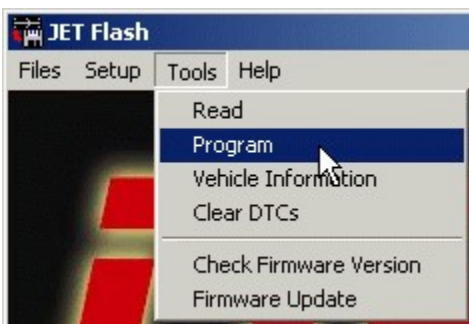 JET Flash
Files Setup Tools Help
Read
Program
Vehicle Information
Clear DTCs
Check Firmware Version
Firmware Update